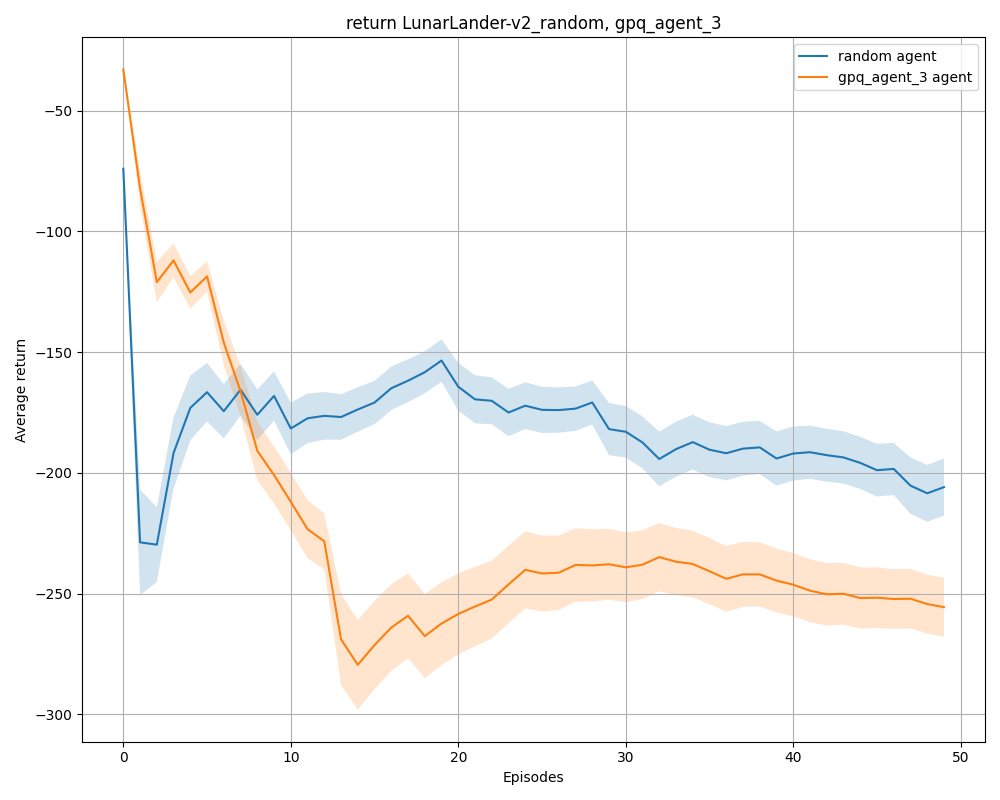 return LunarLander-v2_random, gpq_agent_3
random agent
gpq_agent_3 agent
Average return
−50
−100
−150
−200
−250
−300
0 10 20 30 40 50
Episodes